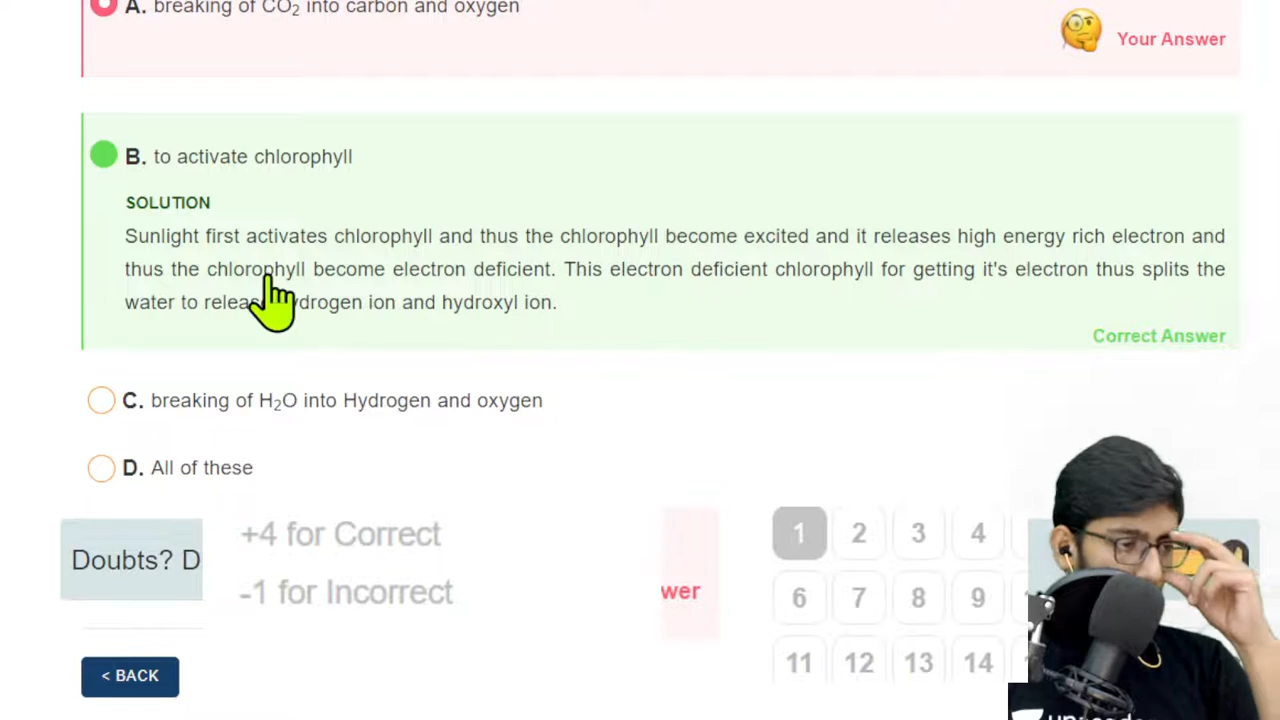 A. breaking of CO₂ into carbon and oxygen
Your Answer
B. to activate chlorophyll
SOLUTION
Sunlight first activates chlorophyll and thus the chlorophyll become excited and it releases high energy rich electron and
thus the chlorophyll become electron deficient. This electron deficient chlorophyll for getting it's electron thus splits the
water to release hydrogen ion and hydroxyl ion.
Correct Answer
C. breaking of H₂O into Hydrogen and oxygen
D. All of these
Doubts? D
+4 for Correct
-1 for Incorrect
wer
1 2 3 4
6 7 8 9
11 12 13 14
< BACK